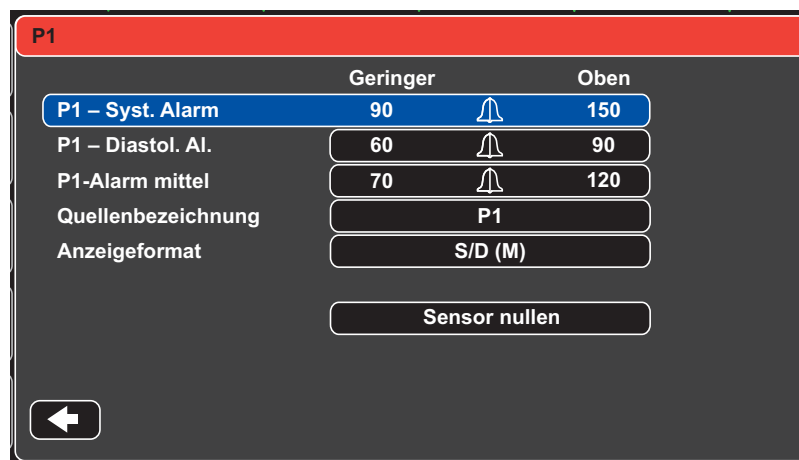 P1
Geringer Oben
P1 – Syst. Alarm 90 150
P1 – Diastol. Al. 60 90
P1-Alarm mittel 70 120
Quellenbezeichnung P1
Anzeigeformat S/D (M)
Sensor nullen